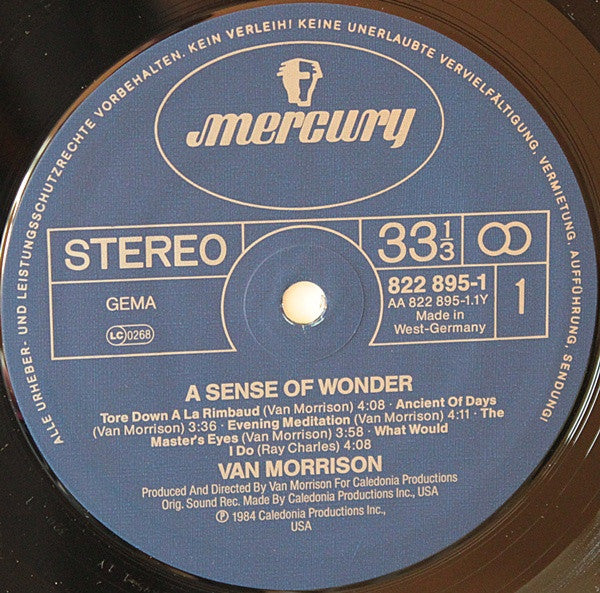 ALLE URHEBER- UND LEISTUNGSSCHUTZRECHTE VORBEHALTEN. KEIN VERLEIH! KEINE UNERLAUBTE VERVIELFÄLTIGUNG, VERMIETUNG, AUFFÜHRUNG, SENDUNG!
mercury
STEREO
33 1/3
GEMA
LC 0268
822 895-1
AA 822 895-1.1Y
Made in
West-Germany
1
A SENSE OF WONDER
Tore Down A La Rimbaud (Van Morrison) 4:08 · Ancient Of Days
(Van Morrison) 3:36 · Evening Meditation (Van Morrison) 4:11 · The
Master's Eyes (Van Morrison) 3:58 · What Would
I Do (Ray Charles) 4:08
VAN MORRISON
Produced And Directed By Van Morrison For Caledonia Productions
Orig. Sound Rec. Made By Caledonia Productions Inc., USA
℗ 1984 Caledonia Productions Inc.,
USA